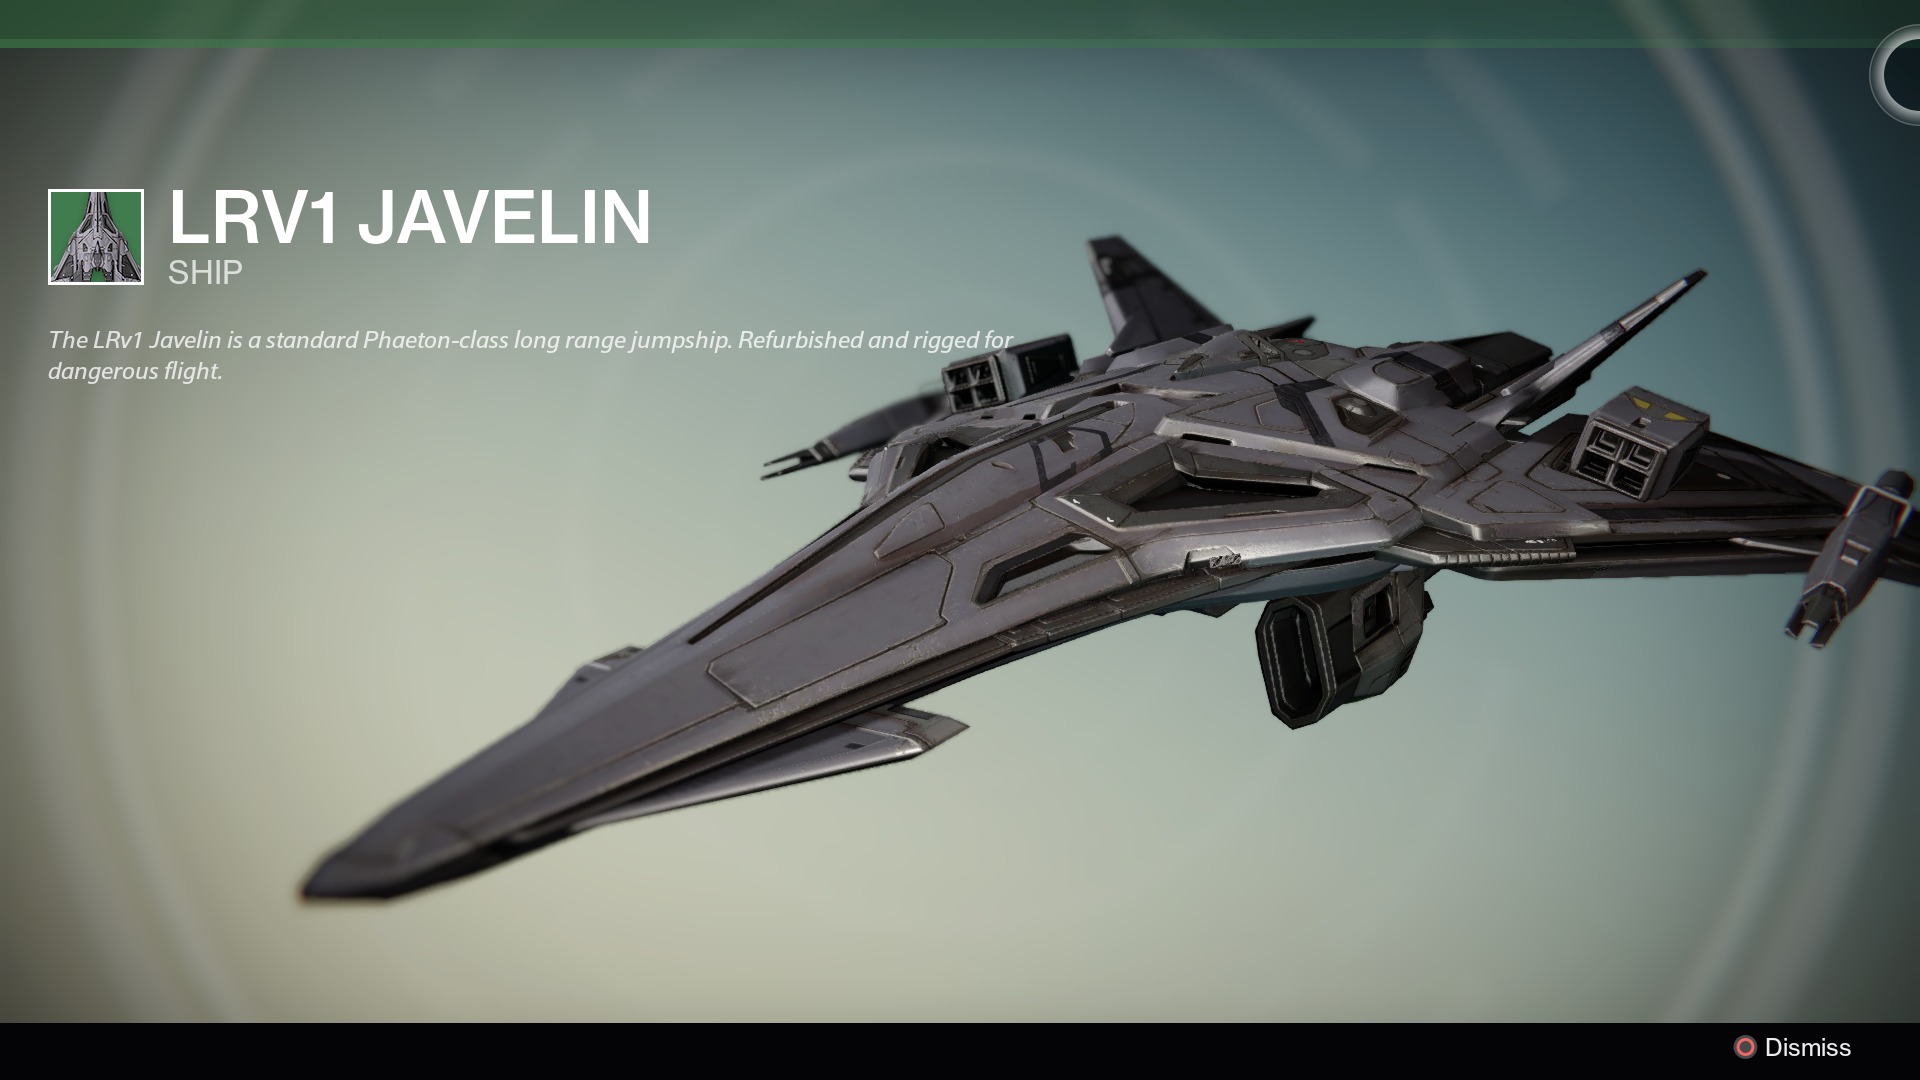 LRV1 JAVELIN
SHIP
The LRv1 Javelin is a standard Phaeton-class long range jumpship. Refurbished and rigged for
dangerous flight.
Dismiss